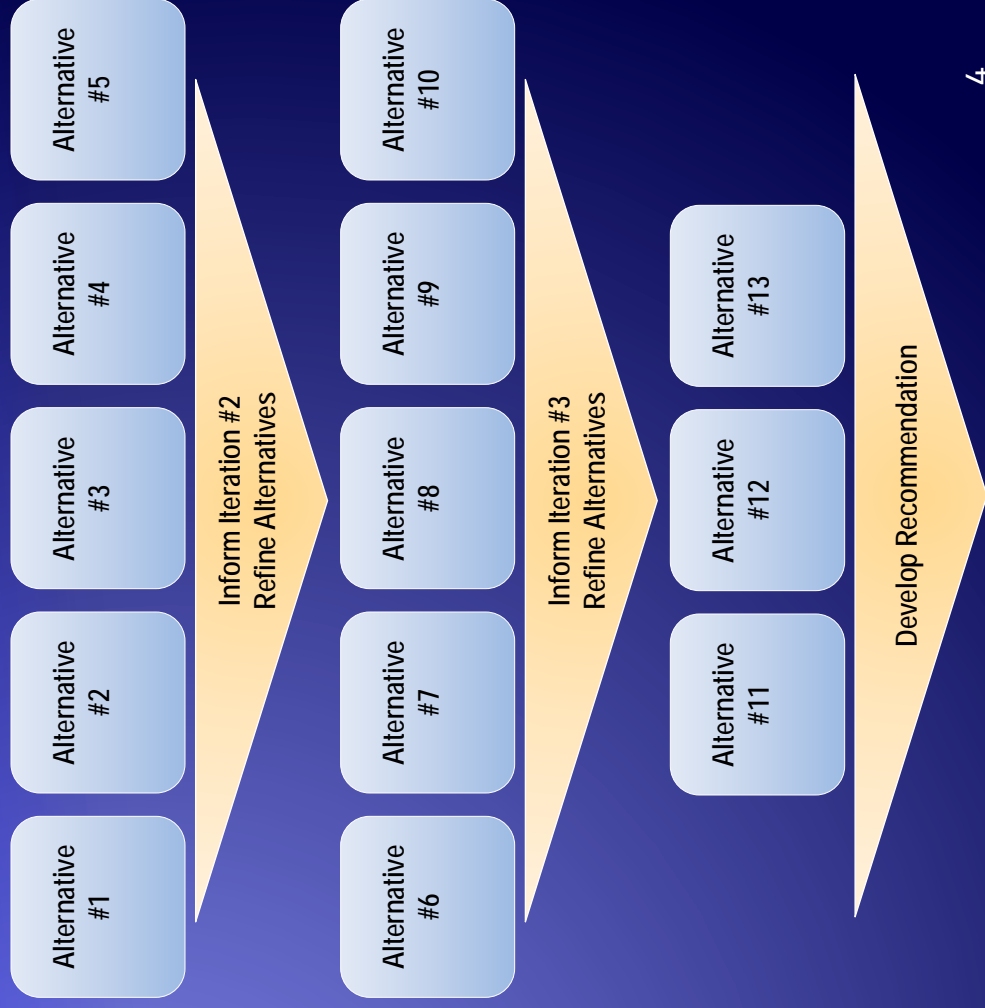 Alternative
#1
Alternative
#2
Alternative
#3
Alternative
#4
Alternative
#5
Inform Iteration #2
Refine Alternatives
Alternative
#6
Alternative
#7
Alternative
#8
Alternative
#9
Alternative
#10
Inform Iteration #3
Refine Alternatives
Alternative
#11
Alternative
#12
Alternative
#13
Develop Recommendation
4